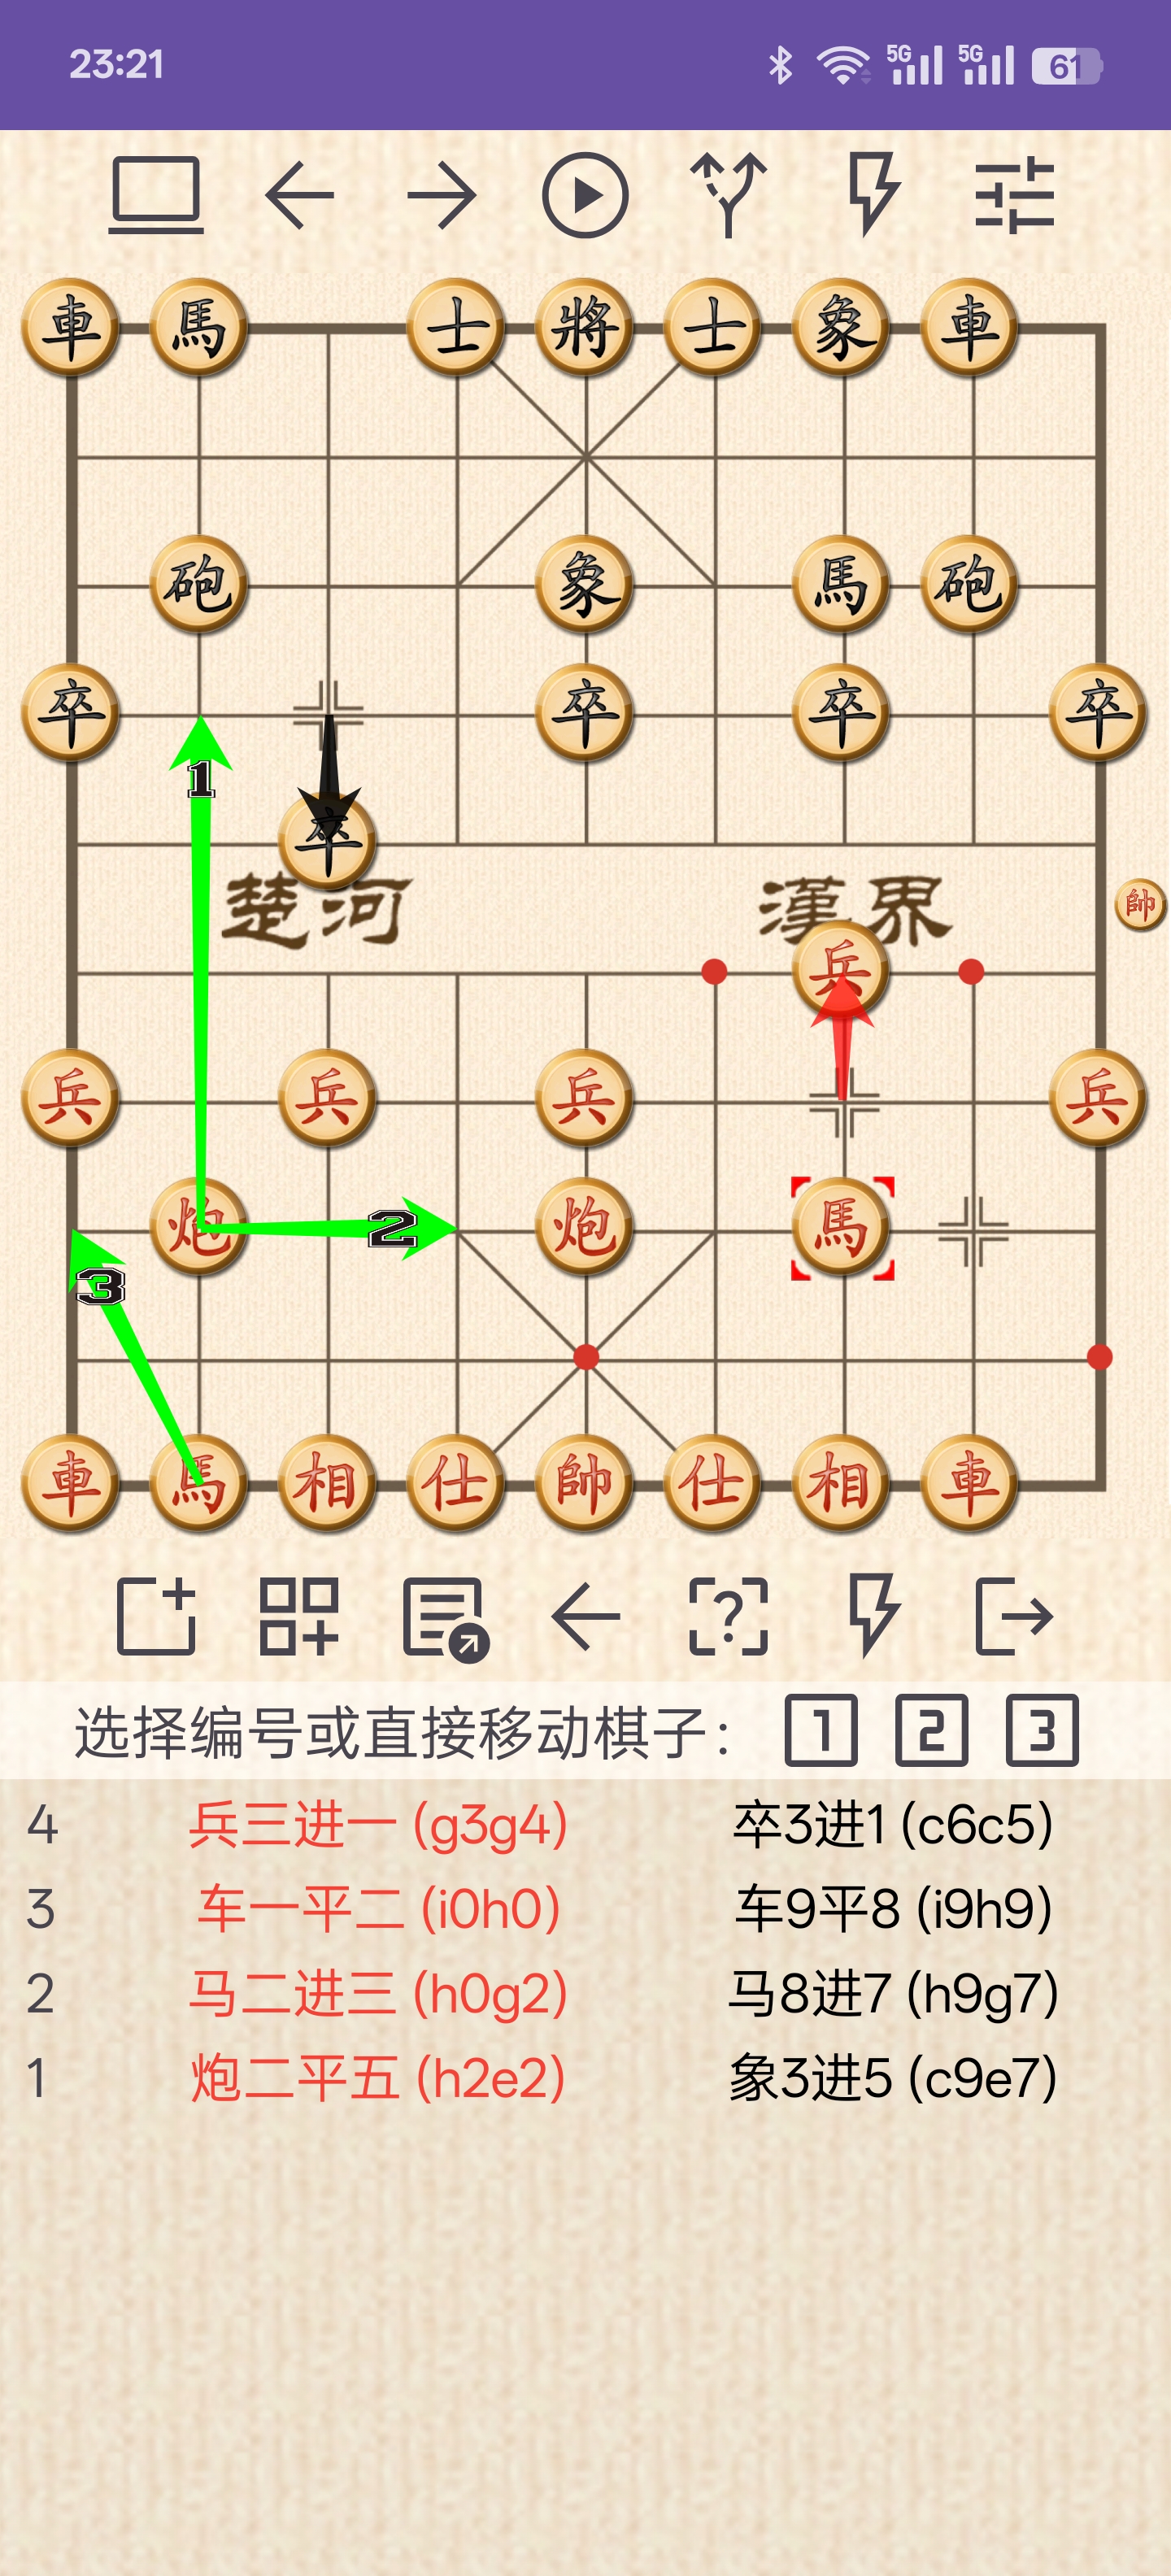 23:21 5G 5G 61
車 馬 士 將 士 象 車
砲 象 馬 砲
卒 卒 卒 卒
1
卒
楚河 漢界
帥
兵
兵 兵 兵 兵
炮 2 炮 馬
3
車 馬 相 仕 帥 仕 相 車
选择编号或直接移动棋子: 1 2 3
4 兵三进一 (g3g4) 卒3进1 (c6c5)
3 车一平二 (i0h0) 车9平8 (i9h9)
2 马二进三 (h0g2) 马8进7 (h9g7)
1 炮二平五 (h2e2) 象3进5 (c9e7)